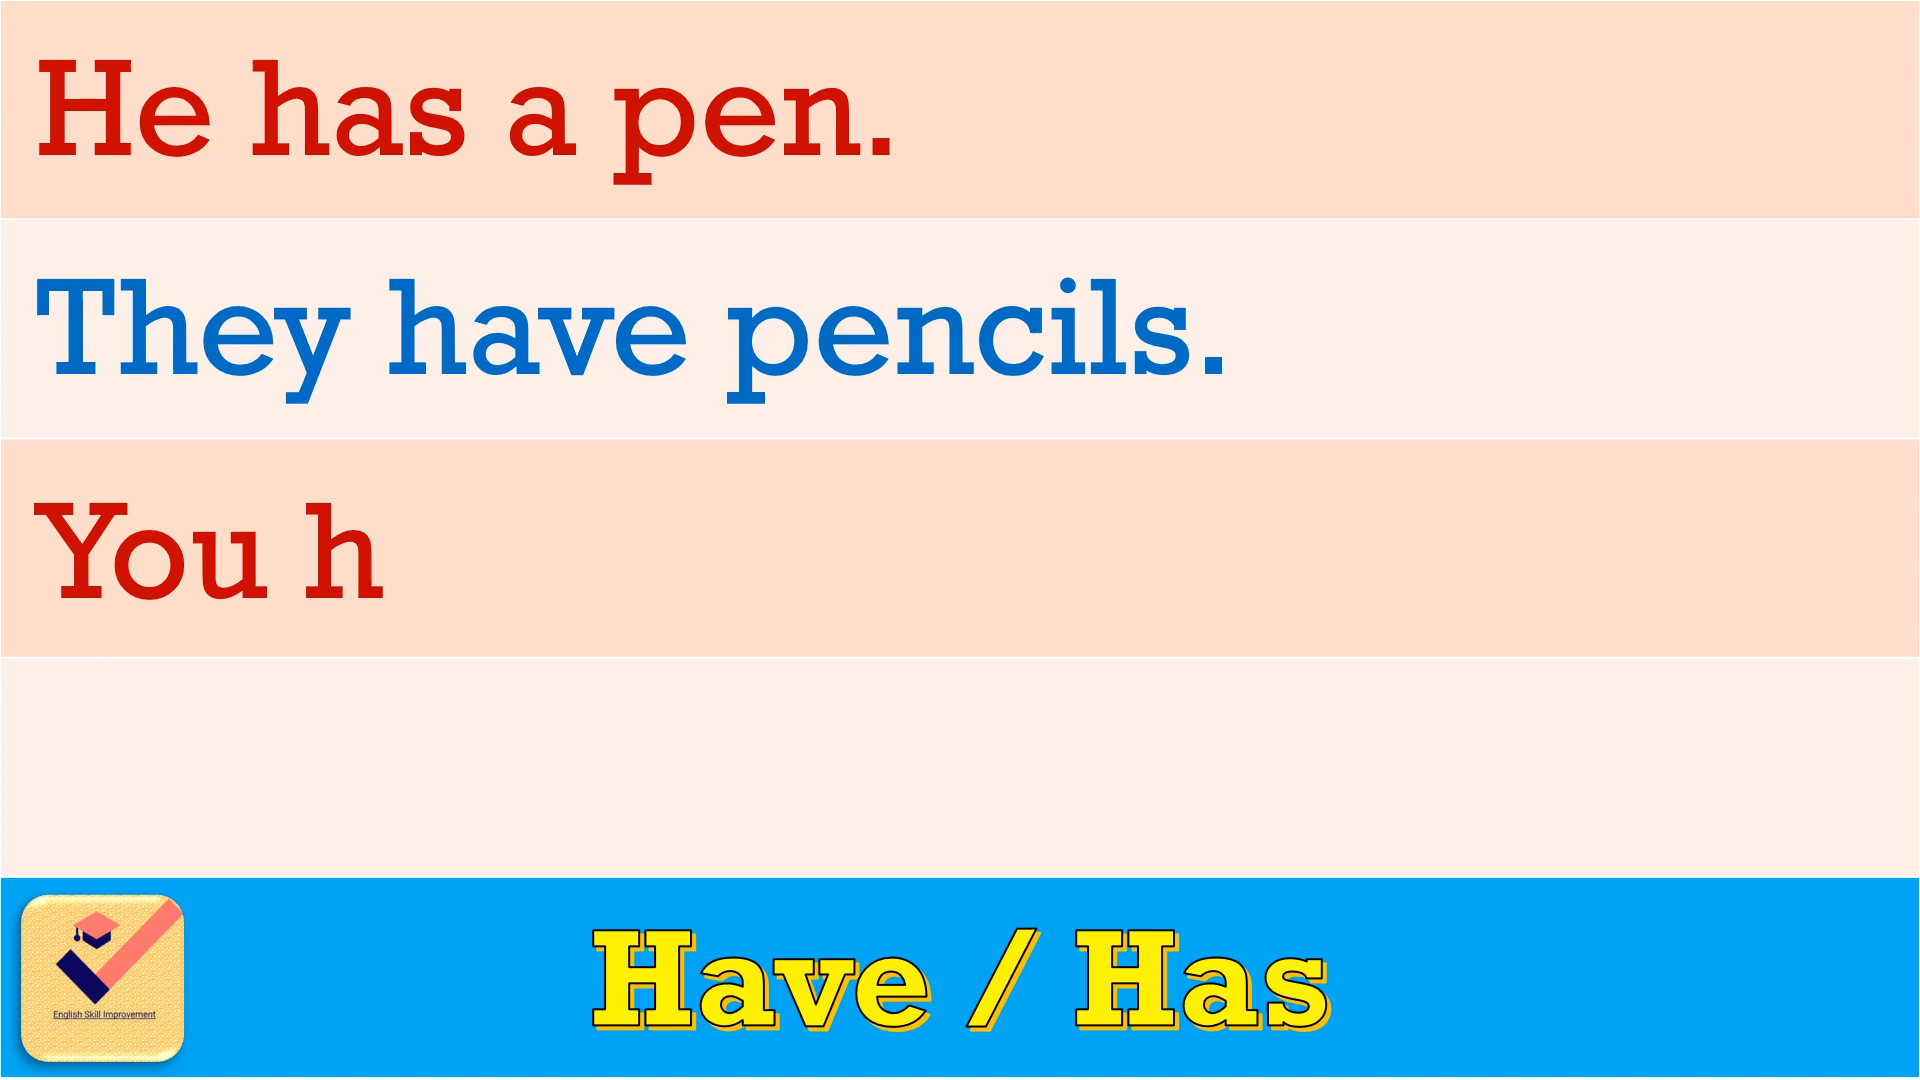 He has a pen.
They have pencils.
You h
Have / Has
English Skill Improvement